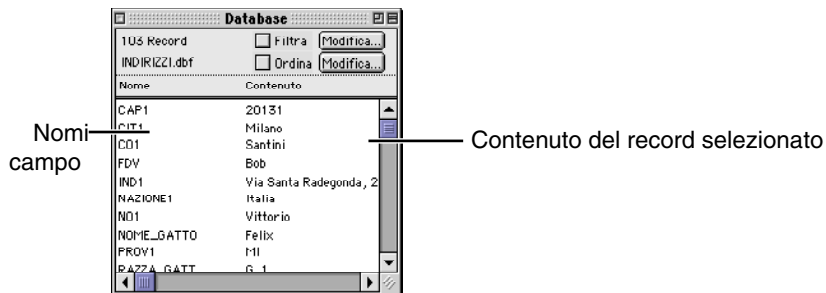 Database
103 Record Filtra Modifica...
INDIRIZZI.dbf Ordina Modifica...
Nome Contenuto
CAP1 20131
CIT1 Milano
CO1 Santini
FDV Bob
IND1 Via Santa Radegonda, 2
NAZIONE1 Italia
NO1 Vittorio
NOME_GATTO Felix
PROV1 MI
RAZZA_GATT G_1
Nomi campo
Contenuto del record selezionato